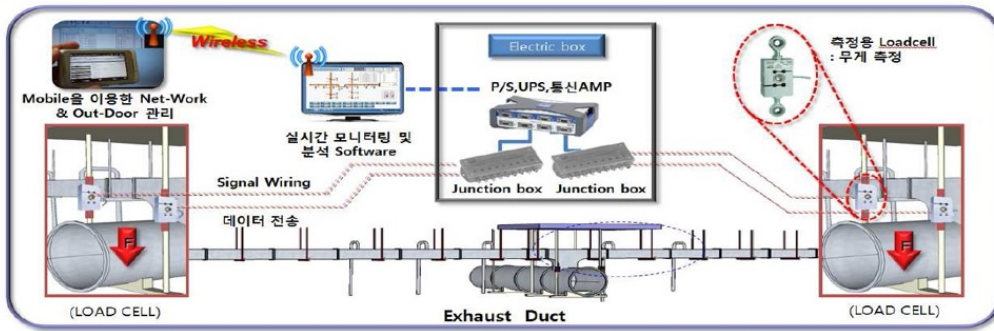 Wireless
Mobile을 이용한 Net-Work
& Out-Door 관리
실시간 모니터링 및
분석 Software
Electric box
P/S,UPS,통신AMP
Junction box
Junction box
측정용 Loadcell
: 무게 측정
Signal Wiring
데이터 전송
F
F
(LOAD CELL)
Exhaust Duct
(LOAD CELL)